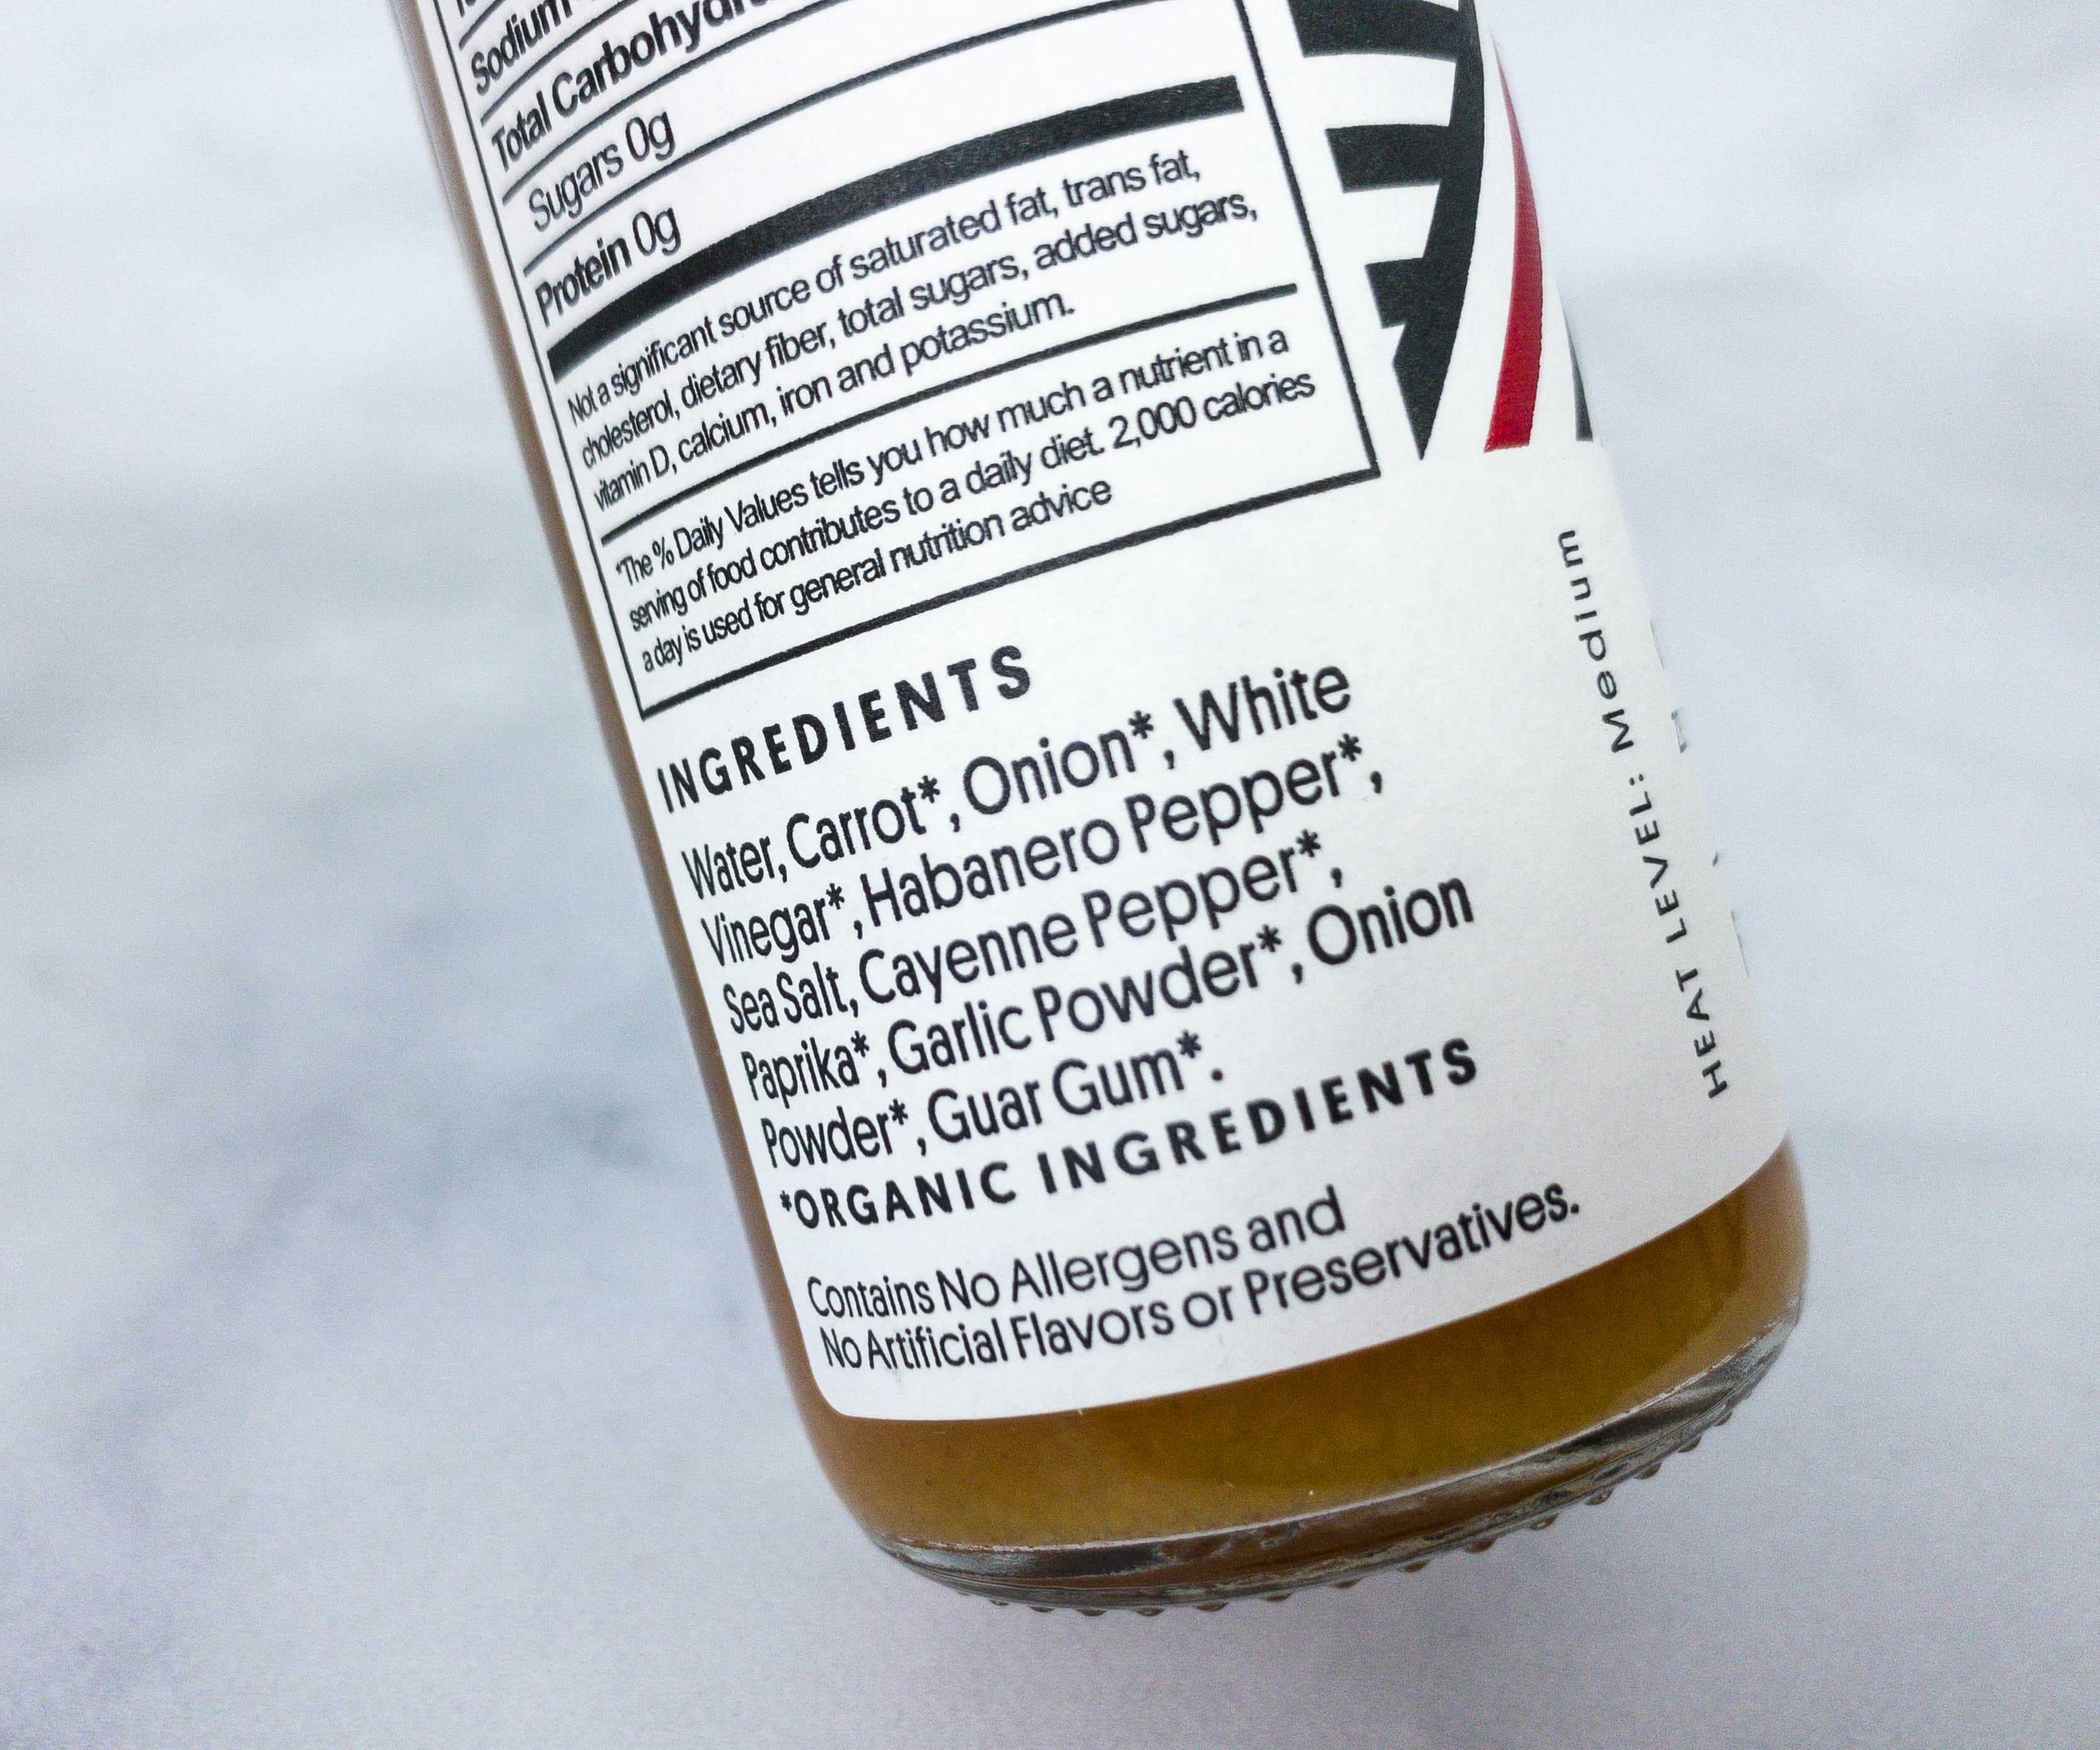 Sodium
Total Carbohydra
Sugars 0g
Protein 0g
Not a significant source of saturated fat, trans fat,
cholesterol, dietary fiber, total sugars, added sugars,
vitamin D, calcium, iron and potassium.
*The % Daily Values tells you how much a nutrient in a
serving of food contributes to a daily diet. 2,000 calories
a day is used for general nutrition advice
INGREDIENTS
Water, Carrot*, Onion*, White
Vinegar*, Habanero Pepper*,
Sea Salt, Cayenne Pepper*,
Paprika*, Garlic Powder*, Onion
Powder*, Guar Gum*.
*ORGANIC INGREDIENTS
Contains No Allergens and
No Artificial Flavors or Preservatives.
HEAT LEVEL: Medium